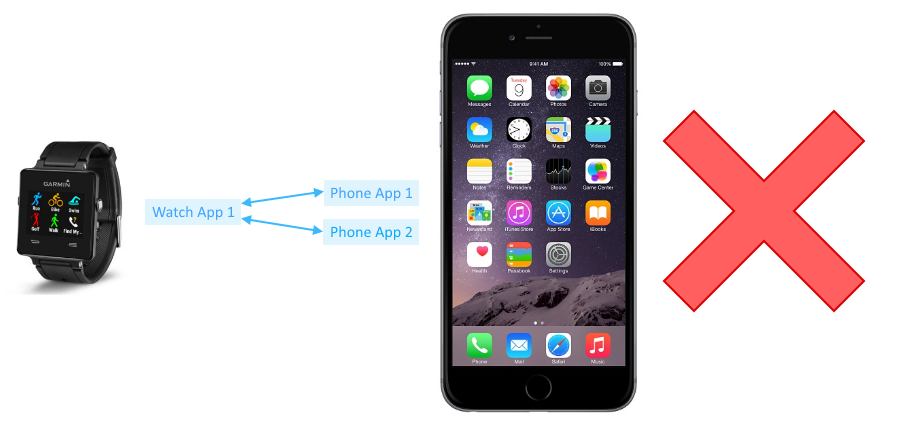 GARMIN
Run Bike Swim
Golf Walk Find My...
Watch App 1
Phone App 1
Phone App 2
9:41 AM 100%
Tuesday
9
Messages Calendar Photos Camera
Weather Clock Maps Videos
Notes Reminders Stocks Game Center
Newsstand iTunes Store App Store iBooks
Health Passbook Settings
Phone Mail Safari Music